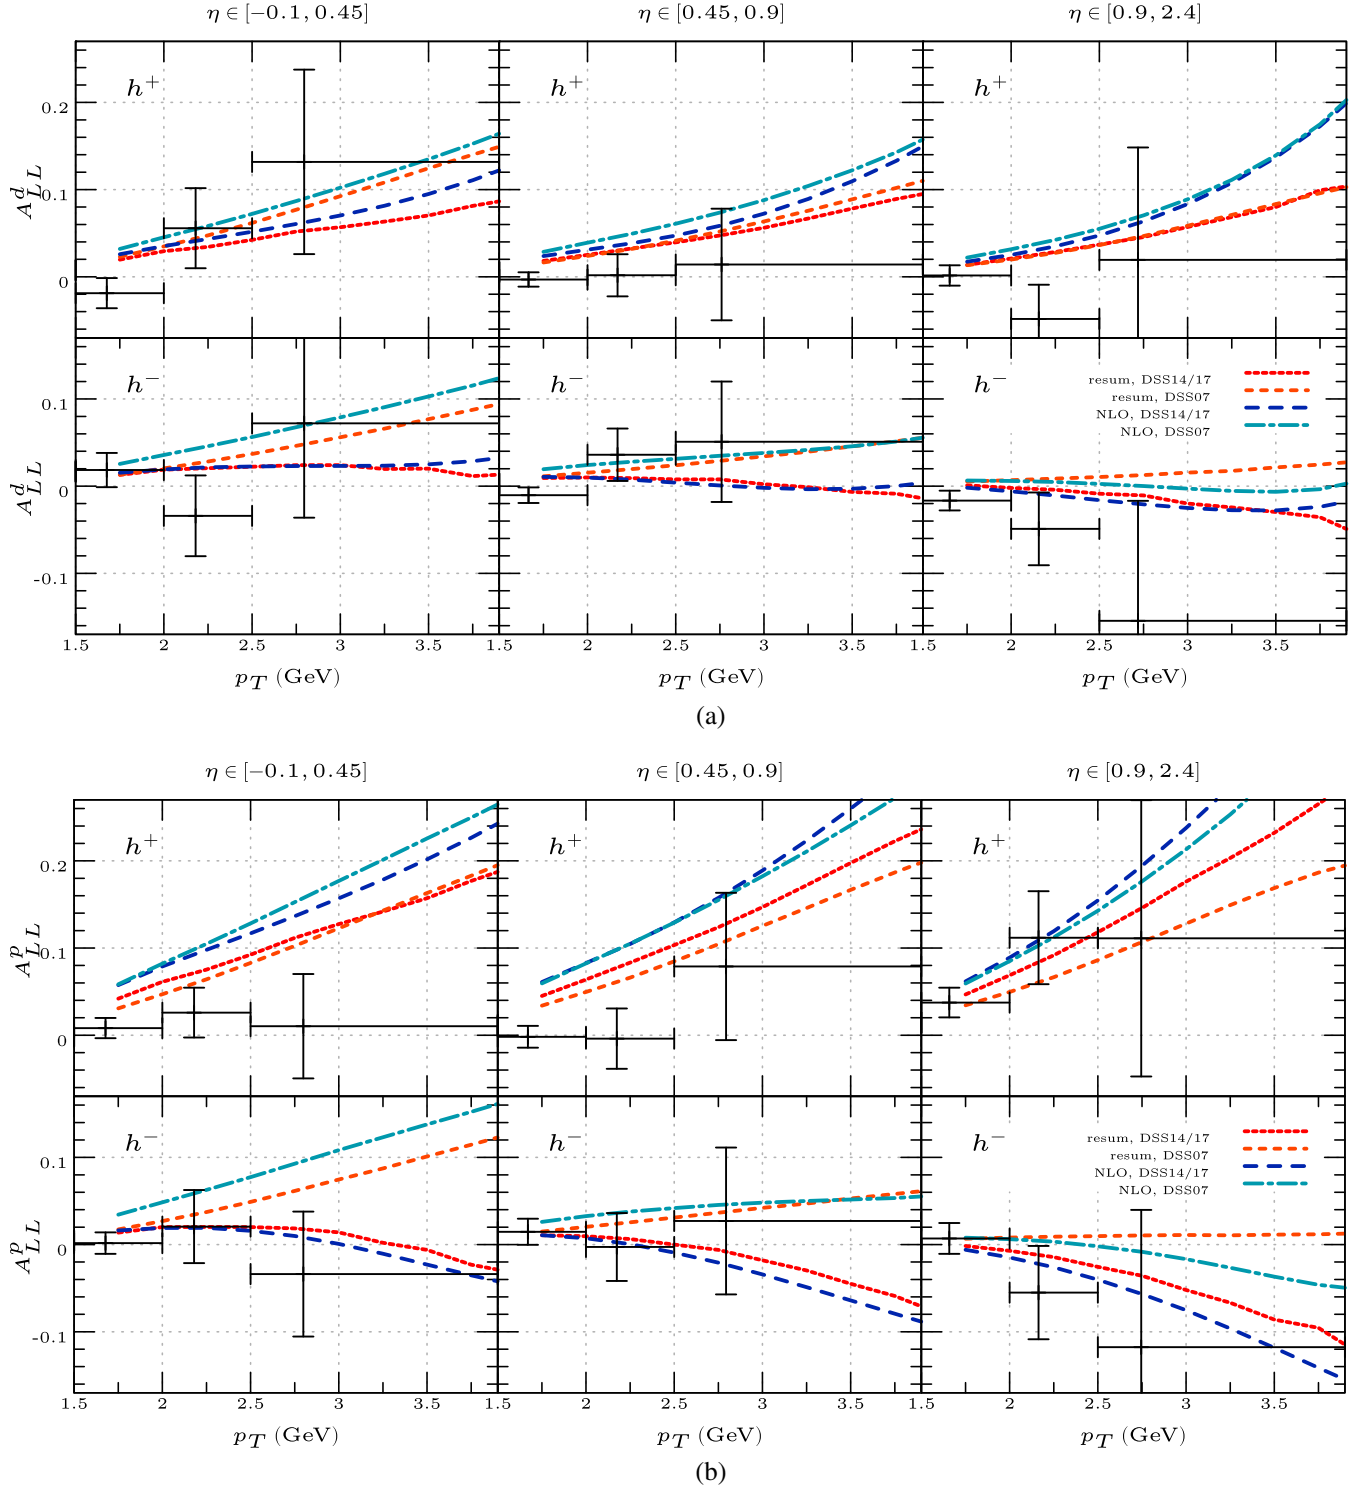 η ∈ [−0.1, 0.45] η ∈ [0.45, 0.9] η ∈ [0.9, 2.4]
h⁺ h⁺ h⁺
0.2
0.1
0
A^d_LL
h⁻ h⁻ h⁻
resum, DSS14/17
resum, DSS07
NLO, DSS14/17
NLO, DSS07
0.1
0
-0.1
A^d_LL
1.5 2 2.5 3 3.5 1.5 2 2.5 3 3.5 1.5 2 2.5 3 3.5
p_T (GeV) p_T (GeV) p_T (GeV)
(a)
η ∈ [−0.1, 0.45] η ∈ [0.45, 0.9] η ∈ [0.9, 2.4]
h⁺ h⁺ h⁺
0.2
0.1
0
A^p_LL
h⁻ h⁻ h⁻
resum, DSS14/17
resum, DSS07
NLO, DSS14/17
NLO, DSS07
0.1
0
-0.1
A^p_LL
1.5 2 2.5 3 3.5 1.5 2 2.5 3 3.5 1.5 2 2.5 3 3.5
p_T (GeV) p_T (GeV) p_T (GeV)
(b)